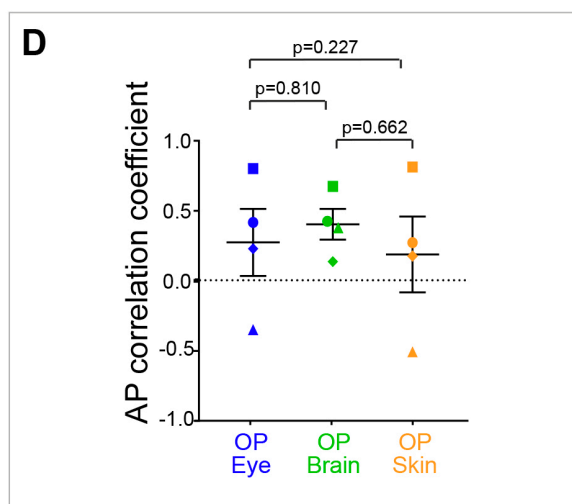 D
p=0.227
p=0.810
p=0.662
AP correlation coefficient
1.0
0.5
0.0
-0.5
-1.0
OP
Eye
OP
Brain
OP
Skin